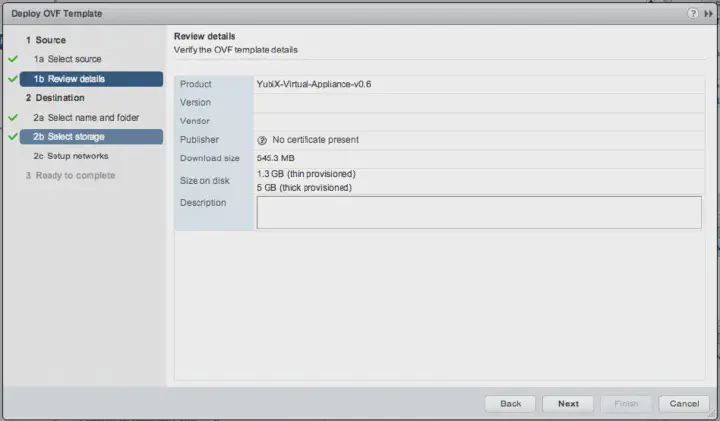 Deploy OVF Template
1 Source
1a Select source
1b Review details
2 Destination
2a Select name and folder
2b Select storage
2c Setup networks
3 Ready to complete
Review details
Verify the OVF template details
Product YubiX-Virtual-Appliance-v0.6
Version
Vendor
Publisher ? No certificate present
Download size 545.3 MB
Size on disk 1.3 GB (thin provisioned)
5 GB (thick provisioned)
Description
Back Next Finish Cancel